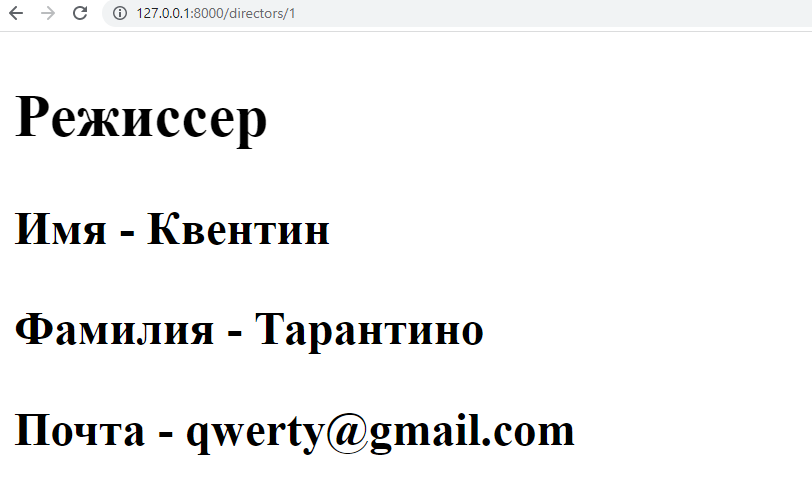 127.0.0.1:8000/directors/1
Режиссер
Имя - Квентин
Фамилия - Тарантино
Почта - qwerty@gmail.com